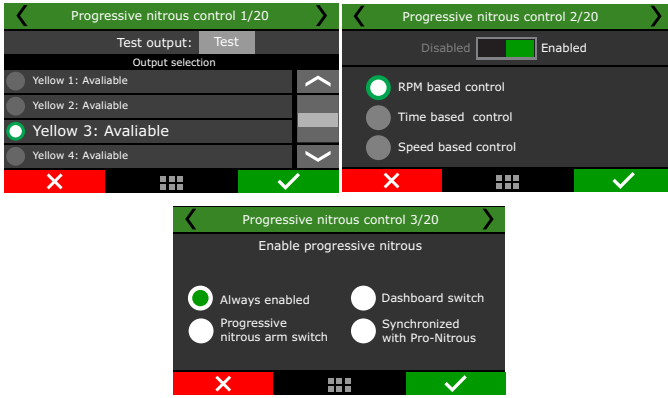 Progressive nitrous control 1/20
Test output: Test
Output selection
Yellow 1: Avaliable
Yellow 2: Avaliable
Yellow 3: Avaliable
Yellow 4: Avaliable
Progressive nitrous control 2/20
Disabled Enabled
RPM based control
Time based control
Speed based control
Progressive nitrous control 3/20
Enable progressive nitrous
Always enabled
Dashboard switch
Progressive
nitrous arm switch
Synchronized
with Pro-Nitrous